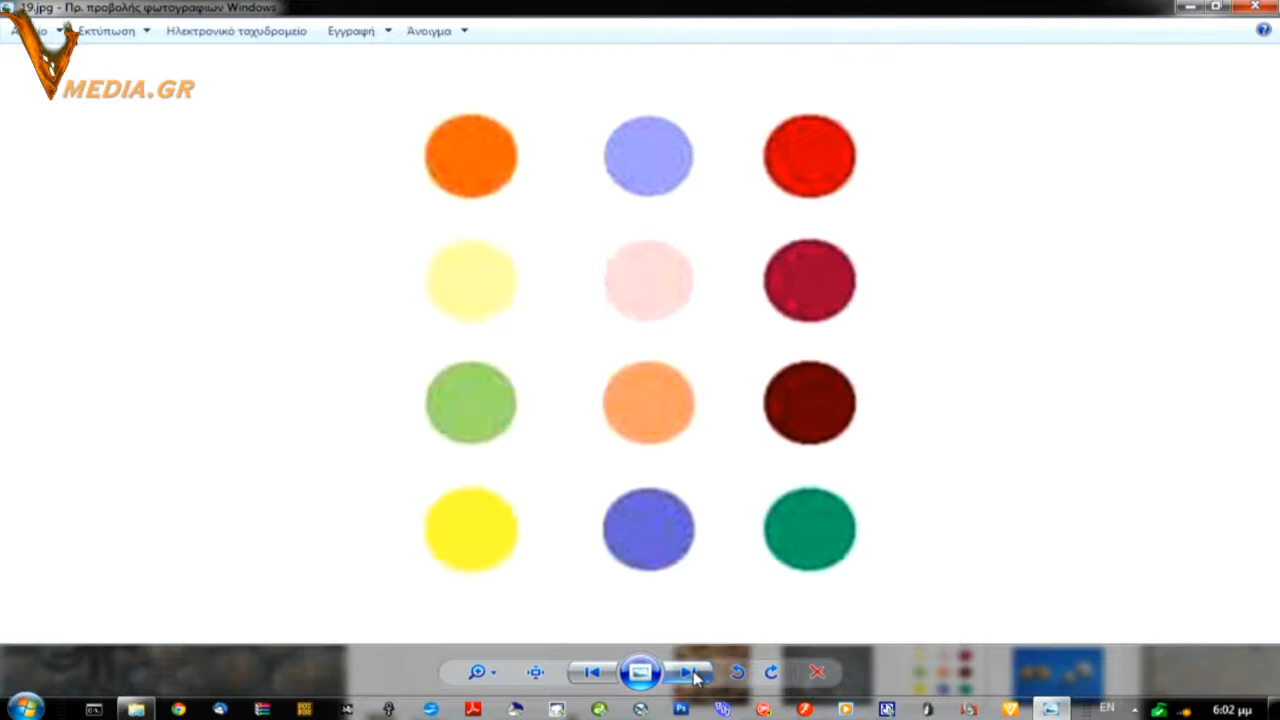 19.jpg - Πρ. προβολής φωτογραφιών Windows
Εκτύπωση Ηλεκτρονικό ταχυδρομείο Εγγραφή Άνοιγμα
MEDIA.GR
EN 6:02 μμ